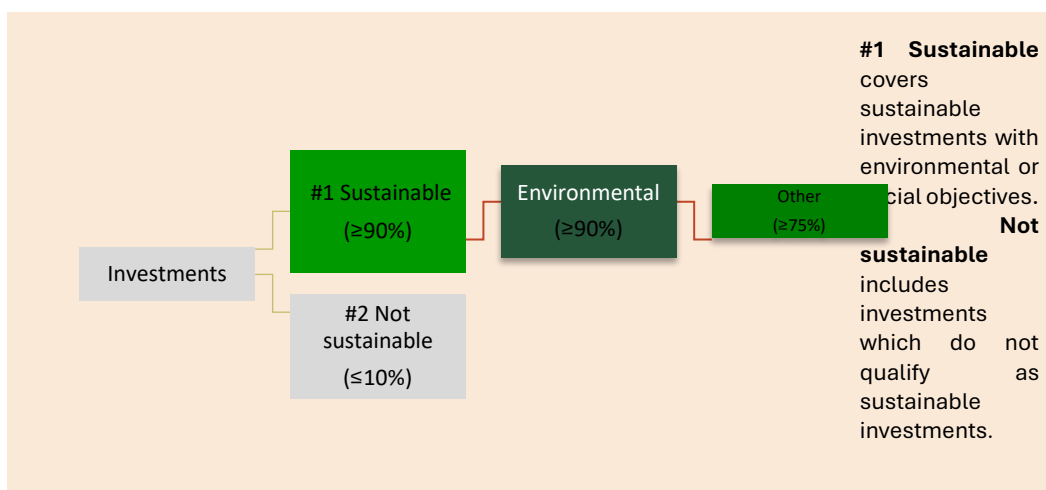 Investments
#1 Sustainable
(≥90%)
#2 Not
sustainable
(≤10%)
Environmental
(≥90%)
Other
(≥75%)
#1 Sustainable
covers
sustainable
investments with
environmental or
objectives.
Not
sustainable
includes
investments
which do not
qualify as
sustainable
investments.